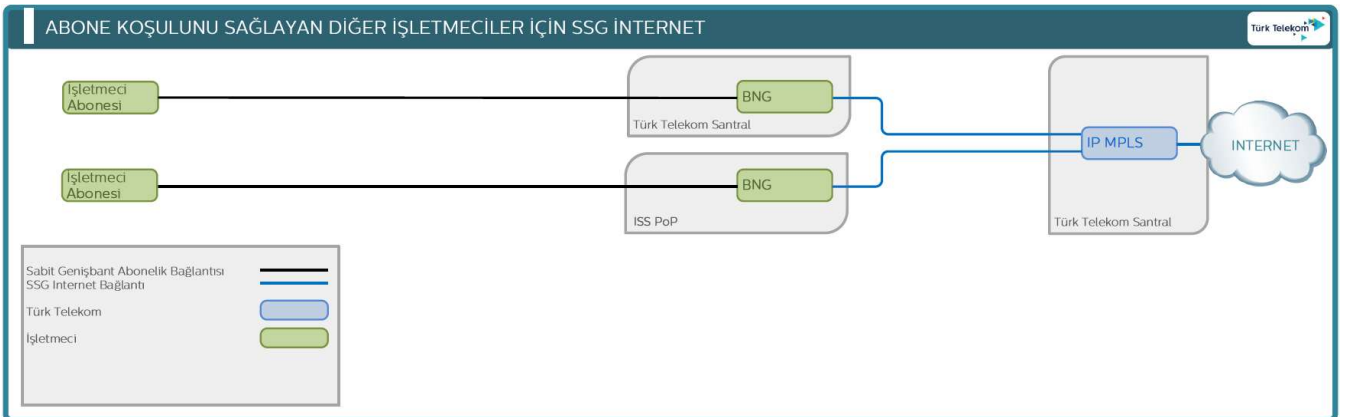 ABONE KOŞULUNU SAĞLAYAN DİĞER İŞLETMECİLER İÇİN SSG İNTERNET
Türk Telekom
İşletmeci
Abonesi
BNG
Türk Telekom Santral
IP MPLS
INTERNET
İşletmeci
Abonesi
BNG
ISS PoP
Türk Telekom Santral
Sabit Genişbant Abonelik Bağlantısı
SSG Internet Bağlantı
Türk Telekom
İşletmeci